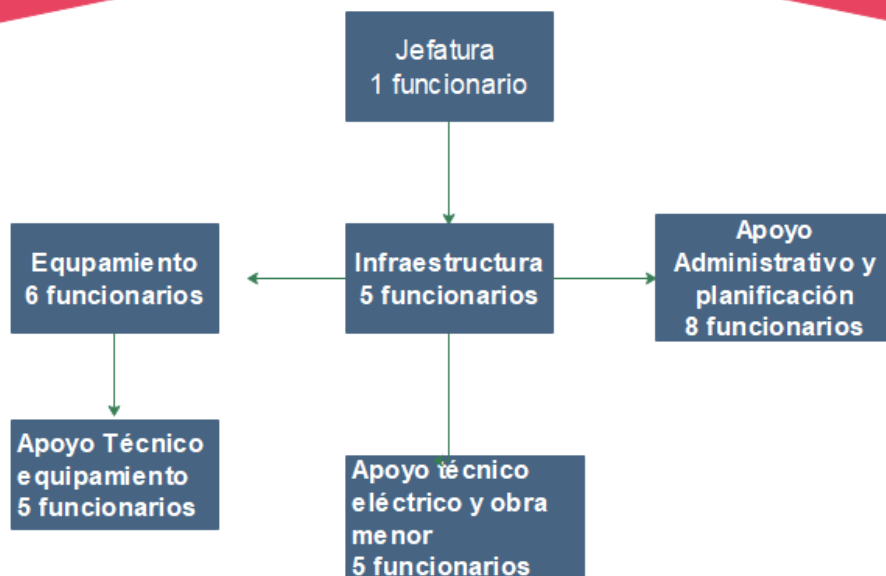 Jefatura
1 funcionario
Equpamiento
6 funcionarios
Infraestructura
5 funcionarios
Apoyo
Administrativo y
planificación
8 funcionarios
Apoyo Técnico
equipamiento
5 funcionarios
Apoyo técnico
eléctrico y obra
menor
5 funcionarios